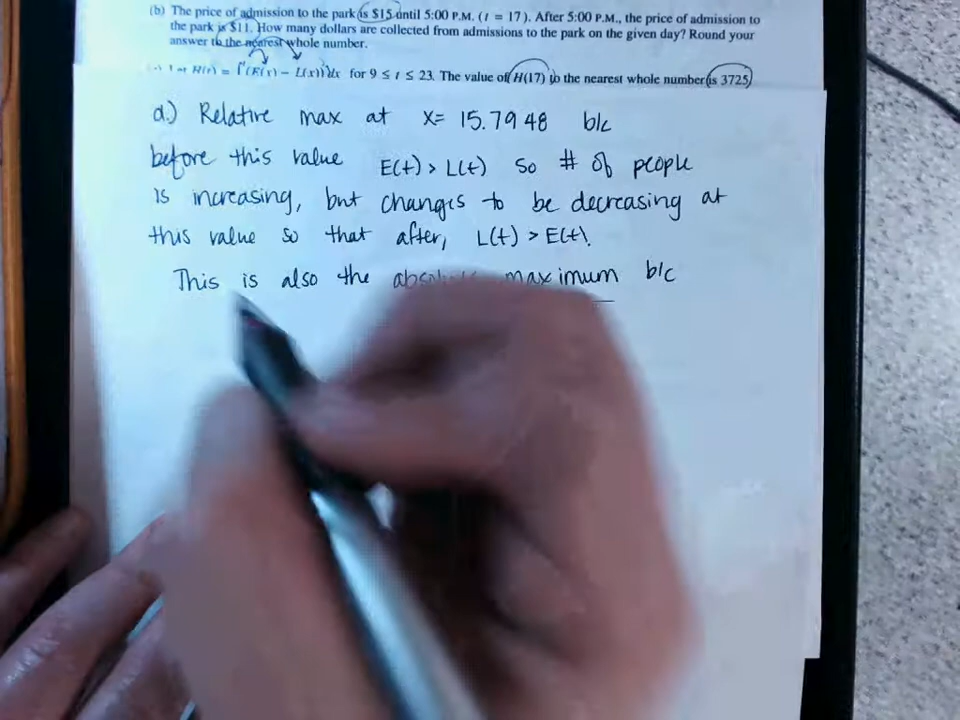 (b) The price of admission to the park is $15 until 5:00 P.M. (t = 17). After 5:00 P.M., the price of admission to
the park is $11. How many dollars are collected from admissions to the park on the given day? Round your
answer to the nearest whole number.
H(t) = ∫(E(x) − L(x))dx for 9 ≤ t ≤ 23. The value of H(17) to the nearest whole number is 3725
d.) Relative max at x= 15.7948 b/c
before this value E(t) > L(t) so # of people
is increasing, but changes to be decreasing at
this value so that after, L(t) > E(t).
This is also the maximum b/c